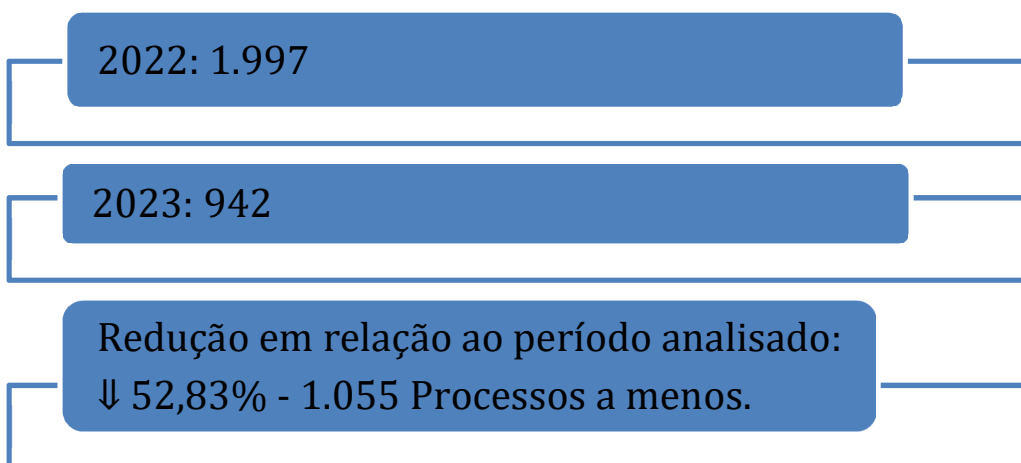 2022: 1.997
2023: 942
Redução em relação ao período analisado:
⇓ 52,83% - 1.055 Processos a menos.